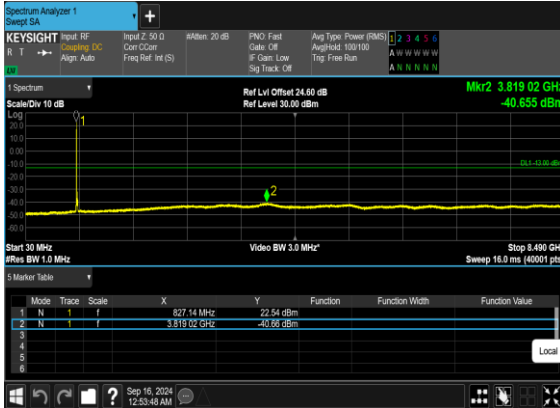 Spectrum Analyzer 1
Swept SA
+
KEYSIGHT Input: RF Input Z: 50 Ω #Atten: 20 dB PNO: Fast Avg Type: Power (RMS) 1 2 3 4 5 6
R T Coupling: DC Corr CCorr Gate: Off Avg|Hold: 100/100 A W W W W W
Align: Auto Freq Ref: Int (S) IF Gain: Low Trig: Free Run
Sig Track: Off A N N N N N
1 Spectrum Ref Lvl Offset 24.60 dB Mkr2 3.819 02 GHz
Scale/Div 10 dB Ref Level 30.00 dBm -40.655 dBm
Log
20.0
10.0
0.00
-10.0
DL1 -13.00 dBm
-20.0
-30.0
-40.0
-50.0
-60.0
1
2
Start 30 MHz Video BW 3.0 MHz* Stop 8.490 GH
#Res BW 1.0 MHz Sweep 16.0 ms (40001 pts
5 Marker Table
Mode Trace Scale X Y Function Function Width Function Value
1 N 1 f 827.14 MHz 22.54 dBm
2 N 1 f 3.819 02 GHz -40.66 dBm
3
4
5
6
Local
? Sep 16, 2024
12:53:48 AM